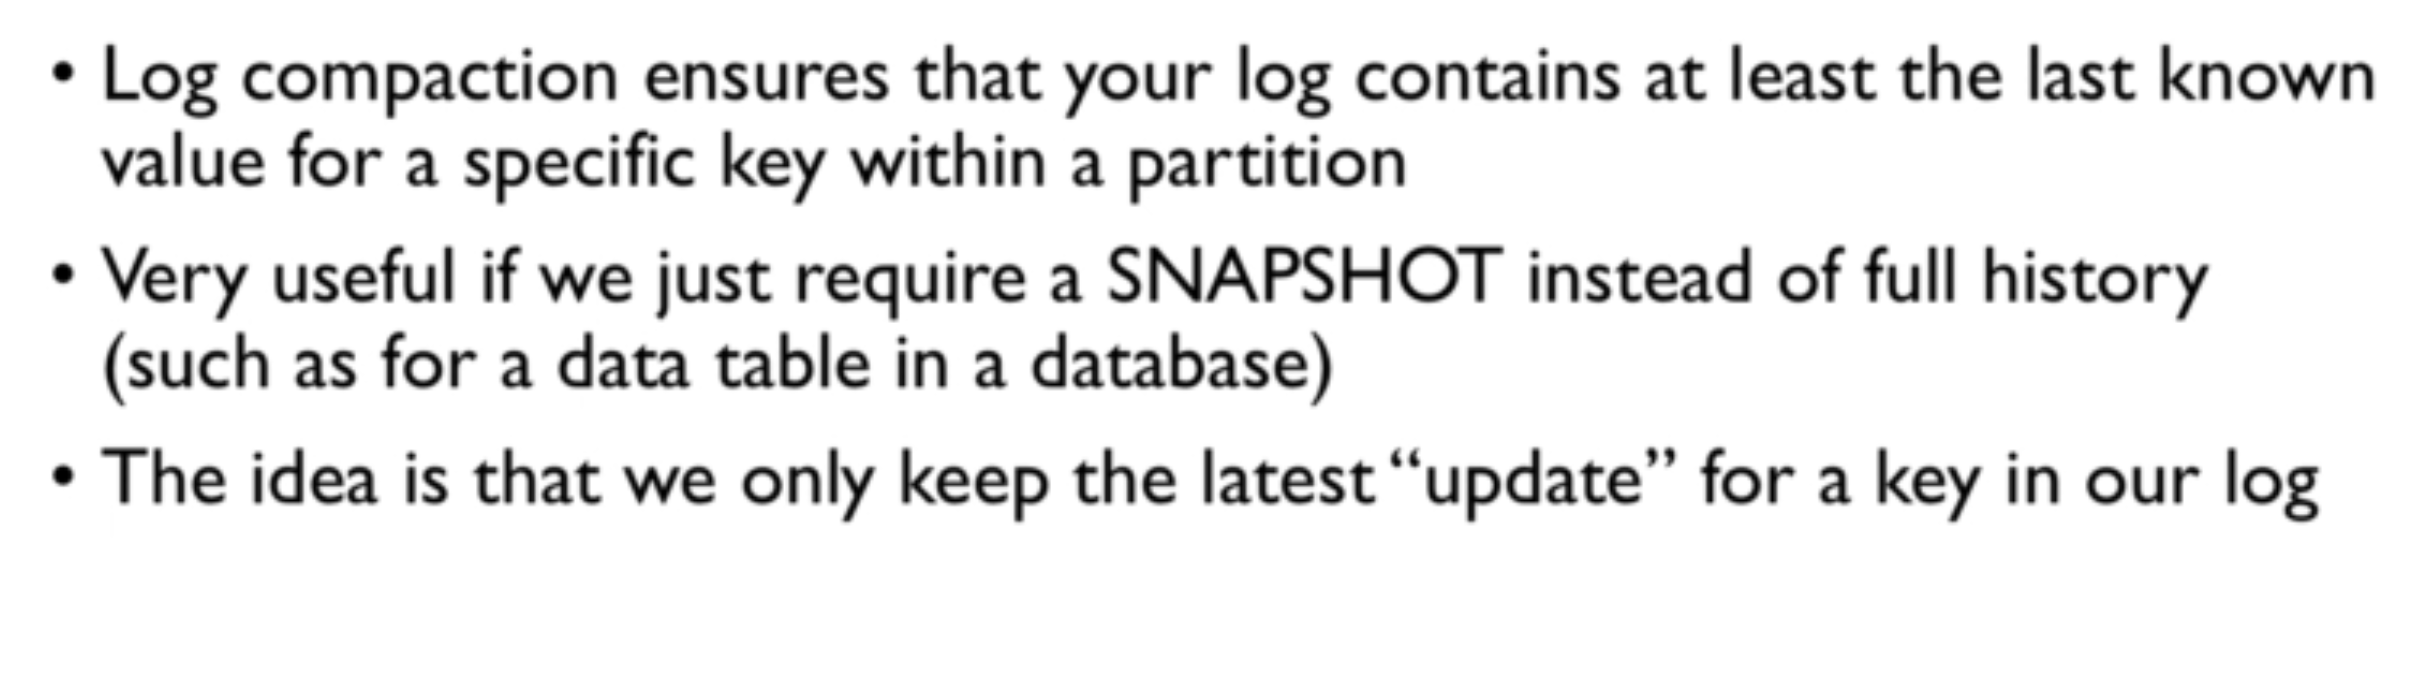 • Log compaction ensures that your log contains at least the last known
value for a specific key within a partition
• Very useful if we just require a SNAPSHOT instead of full history
(such as for a data table in a database)
• The idea is that we only keep the latest “update” for a key in our log